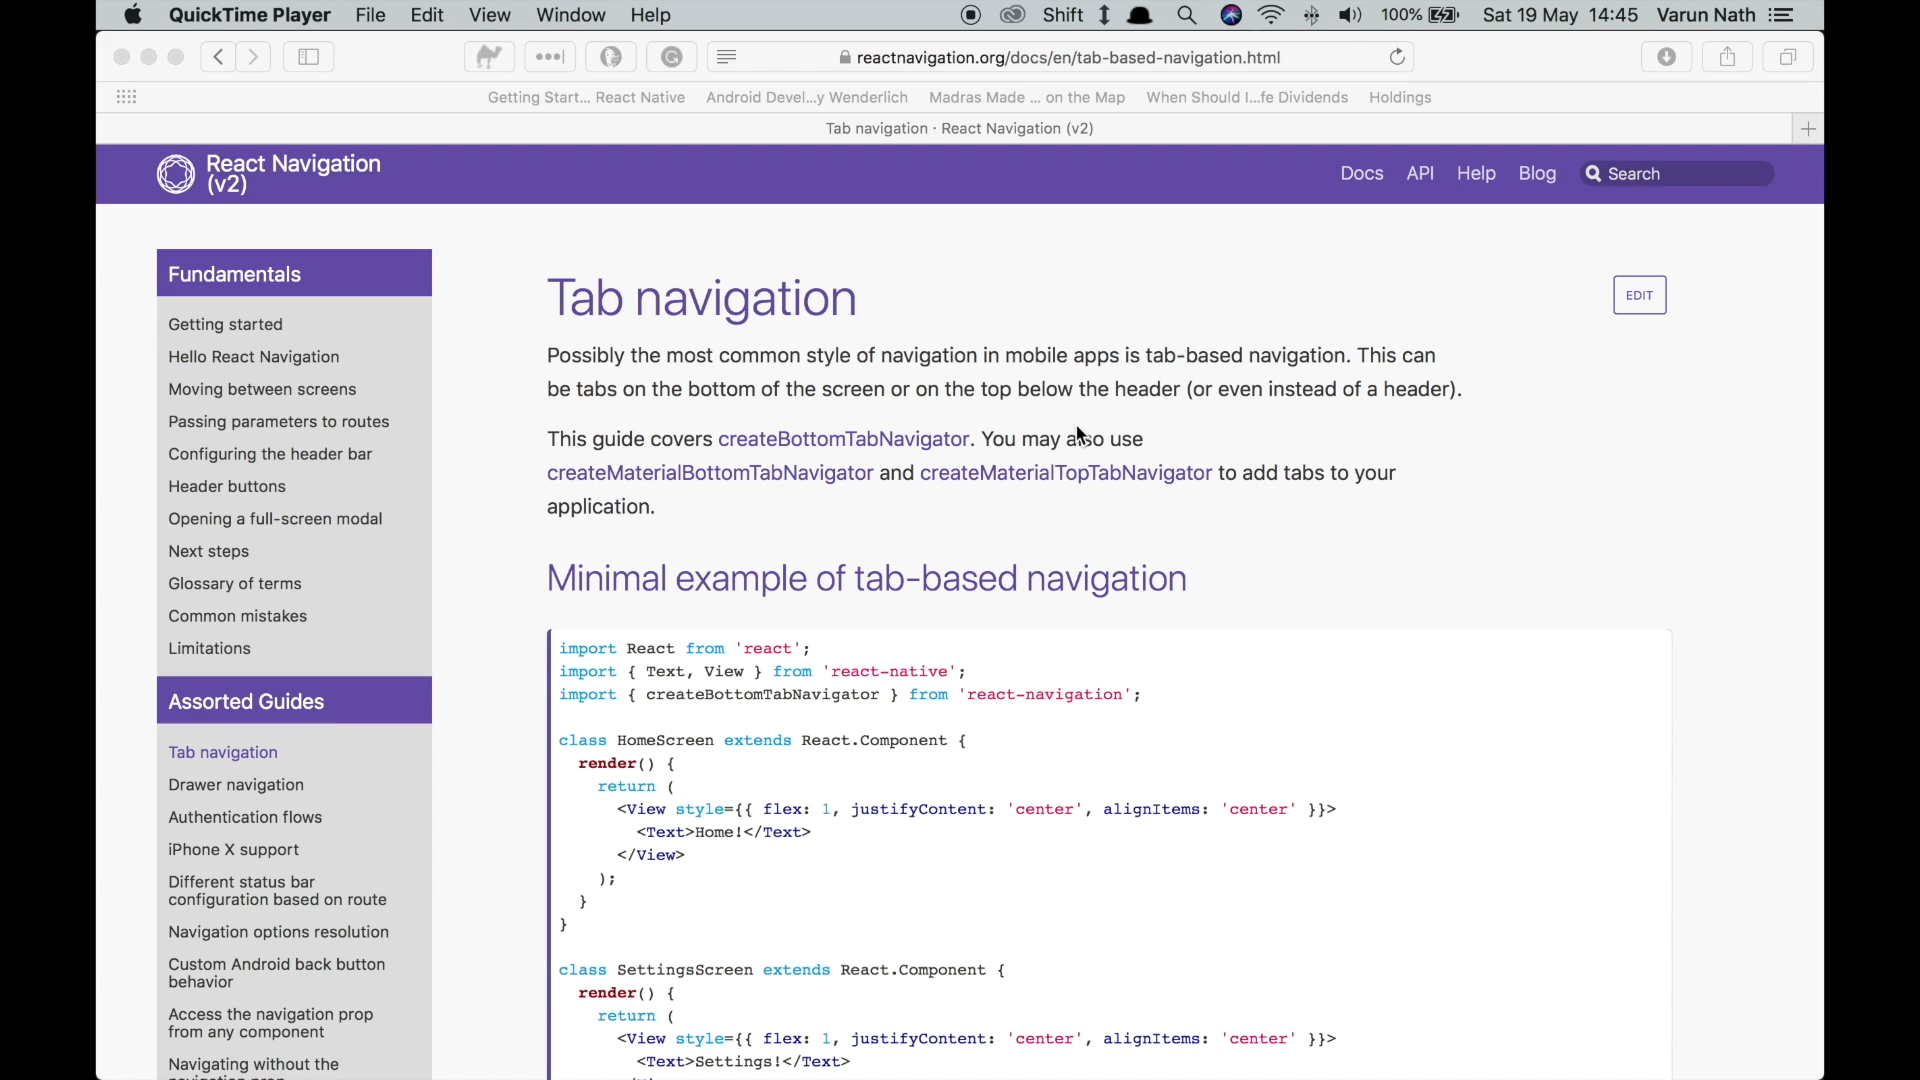 QuickTime Player File Edit View Window Help Shift 100% Sat 19 May 14:45 Varun Nath
reactnavigation.org/docs/en/tab-based-navigation.html
Getting Start... React Native Android Devel...y Wenderlich Madras Made ... on the Map When Should I...fe Dividends Holdings
Tab navigation · React Navigation (v2)
React Navigation
(v2)
Docs API Help Blog Search
Fundamentals
Getting started
Hello React Navigation
Moving between screens
Passing parameters to routes
Configuring the header bar
Header buttons
Opening a full-screen modal
Next steps
Glossary of terms
Common mistakes
Limitations
Assorted Guides
Tab navigation
Drawer navigation
Authentication flows
iPhone X support
Different status bar
configuration based on route
Navigation options resolution
Custom Android back button
behavior
Access the navigation prop
from any component
Navigating without the
Tab navigation
EDIT
Possibly the most common style of navigation in mobile apps is tab-based navigation. This can
be tabs on the bottom of the screen or on the top below the header (or even instead of a header).
This guide covers createBottomTabNavigator. You may also use
createMaterialBottomTabNavigator and createMaterialTopTabNavigator to add tabs to your
application.
Minimal example of tab-based navigation
import React from 'react';
import { Text, View } from 'react-native';
import { createBottomTabNavigator } from 'react-navigation';
class HomeScreen extends React.Component {
render() {
return (
<View style={{ flex: 1, justifyContent: 'center', alignItems: 'center' }}>
<Text>Home!</Text>
</View>
);
}
}
class SettingsScreen extends React.Component {
render() {
return (
<View style={{ flex: 1, justifyContent: 'center', alignItems: 'center' }}>
<Text>Settings!</Text>